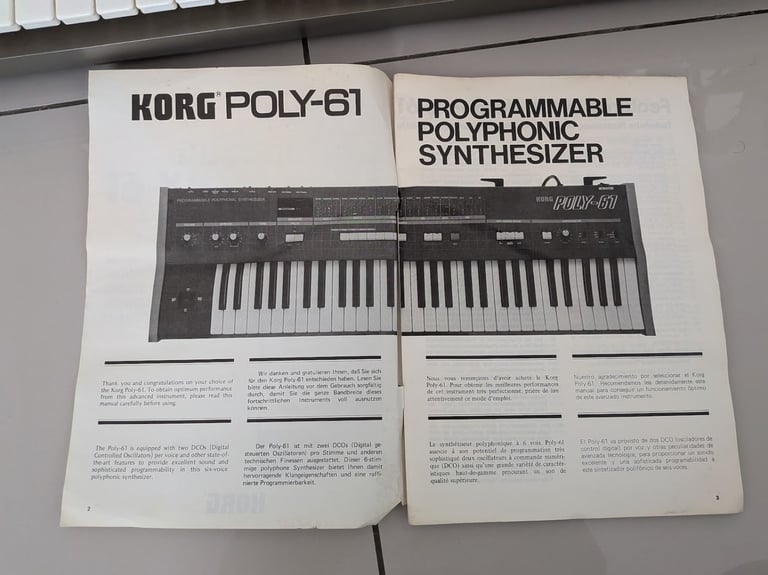 KORG® POLY-61
PROGRAMMABLE
POLYPHONIC
SYNTHESIZER
PROGRAMMABLE POLYPHONIC SYNTHESIZER
KORG POLY-61
Thank you and congratulations on your choice of
the Korg Poly-61. To obtain optimum performance
from this advanced instrument, please read this
manual carefully before using.
Wir danken und gratulieren Ihnen, daß Sie sich
für den Korg Poly-61 entschieden haben. Lesen Sie
bitte diese Anleitung vor dem Gebrauch sorgfältig
durch, damit Sie die ganze Bandbreite dieses
fortschrittlichen Instruments voll ausnutzen
können.
Nous vous remercions d'avoir acheté le Korg
Poly-61. Pour obtenir les meilleures performances
de cet instrument très perfectionné, prière de lire
attentivement ce mode d'emploi.
Nuestro agradecimiento por seleccionar el Korg
Poly-61. Recomendamos lea detenidamente este
manual para conseguir un funcionamiento óptimo
de este avanzado instrumento.
The Poly-61 is equipped with two DCOs (Digital
Controlled Oscillators) per voice and other state-of-
the-art features to provide excellent sound and
sophisticated programmability in this six-voice
polyphonic synthesizer.
Der Poly-61 ist mit zwei DCOs (Digital ge-
steuerten Oszillatoren) pro Stimme und anderen
technischen Finessen ausgestattet. Dieser 6-stim-
mige polyphone Synthesizer bietet Ihnen damit
hervorragende Klangeigenschaften und eine raffi-
nierte Programmierbarkeit.
Le synthétiseur polyphonique à 6 voix Poly-61
associe à son potentiel de programmation très
sophistiqué deux oscillateurs à commande numéri-
que (DCO) ainsi qu'une grande variété de caracté-
ristiques haut-de-gamme procurant un son de
qualité supérieure.
El Poly-61 va provisto de dos DCO (osciladores de
control digital) por voz y otras peculiaridades de
avanzada tecnología, para proporcionar un sonido
excelente y una sofisticada programabilidad a
este sintetizador polifónico de seis voces.
2
3